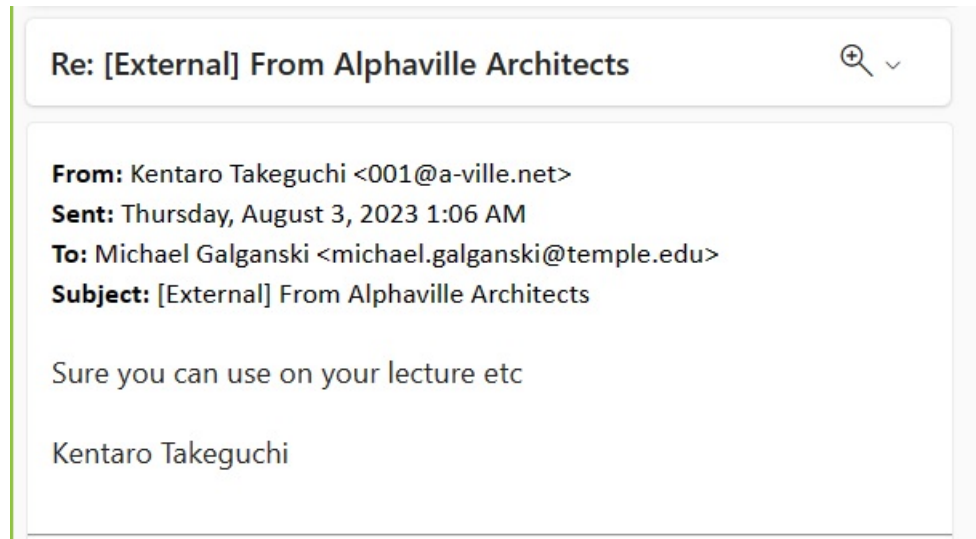 Re: [External] From Alphaville Architects
From: Kentaro Takeguchi <001@a-ville.net>
Sent: Thursday, August 3, 2023 1:06 AM
To: Michael Galganski <michael.galganski@temple.edu>
Subject: [External] From Alphaville Architects
Sure you can use on your lecture etc
Kentaro Takeguchi